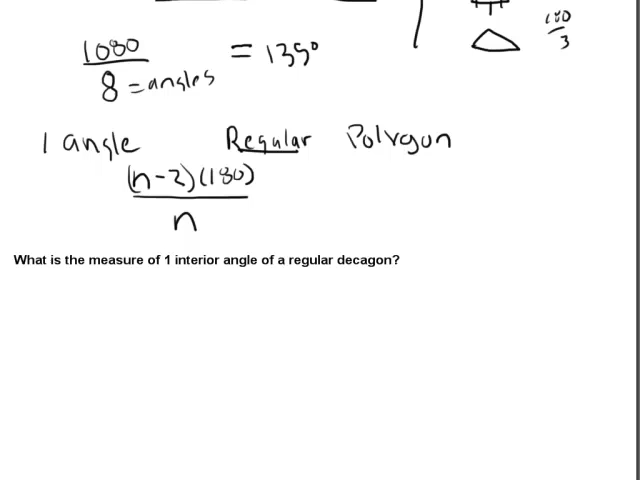 1080 = 135°
8 = angles
180
3
1 angle Regular Polygon
(n-2)(180)
n
What is the measure of 1 interior angle of a regular decagon?